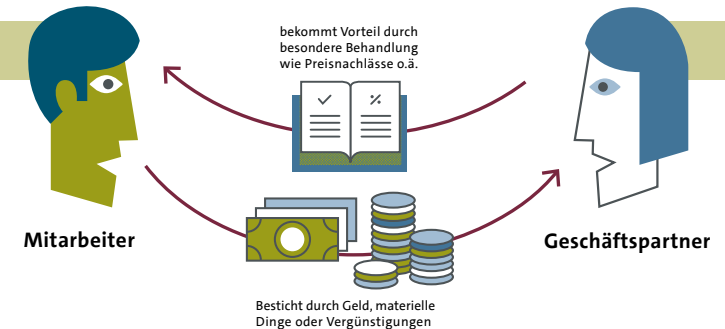 bekommt Vorteil durch
besondere Behandlung
wie Preisnachlässe o.ä.
%
Mitarbeiter
Geschäftspartner
Besticht durch Geld, materielle
Dinge oder Vergünstigungen